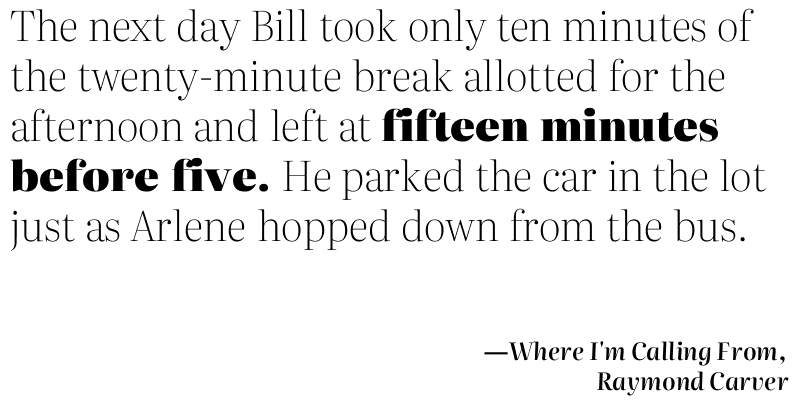 The next day Bill took only ten minutes of
the twenty-minute break allotted for the
afternoon and left at fifteen minutes
before five. He parked the car in the lot
just as Arlene hopped down from the bus.
—Where I'm Calling From,
Raymond Carver